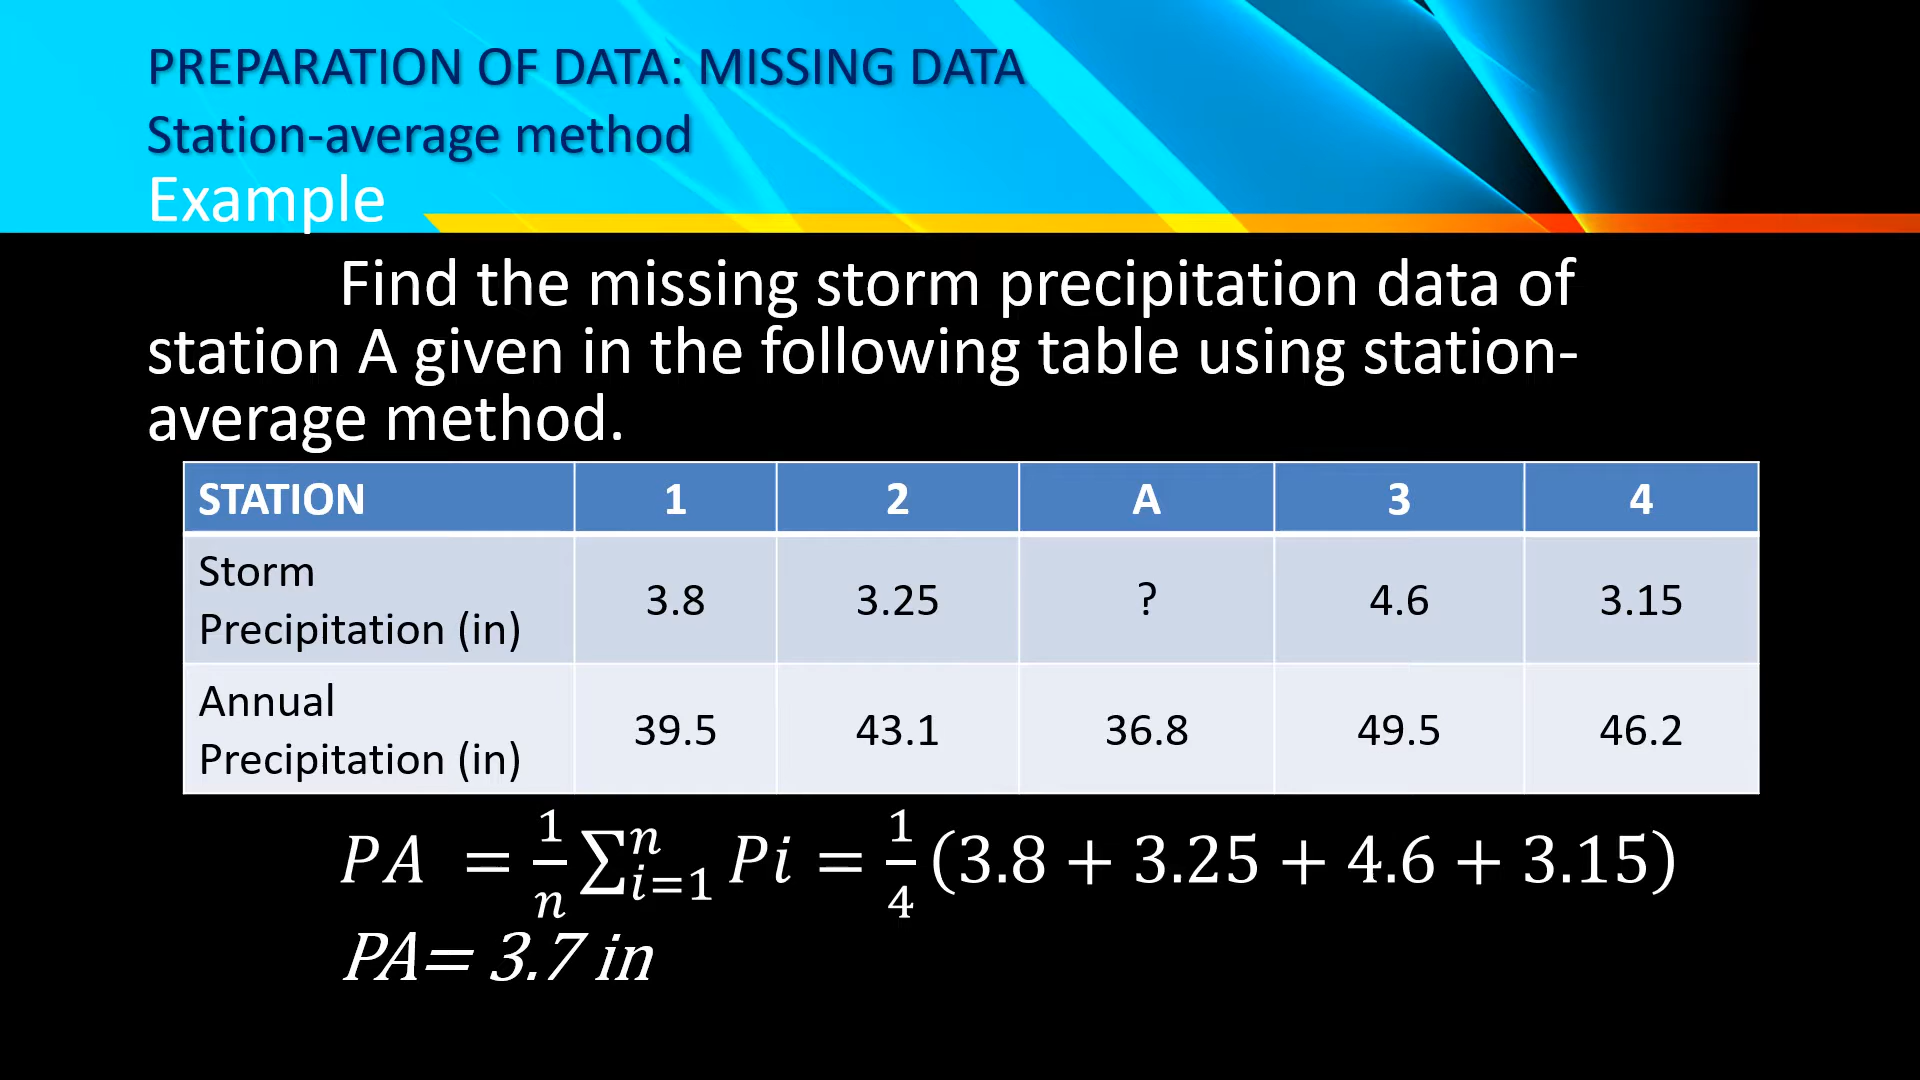 PREPARATION OF DATA: MISSING DATA
Station-average method
Example
Find the missing storm precipitation data of
station A given in the following table using station-
average method.
STATION 1 2 A 3 4
Storm
Precipitation (in) 3.8 3.25 ? 4.6 3.15
Annual
Precipitation (in) 39.5 43.1 36.8 49.5 46.2
PA = 1/n ∑ⁿᵢ₌₁ Pi = 1/4 (3.8 + 3.25 + 4.6 + 3.15)
PA= 3.7 in